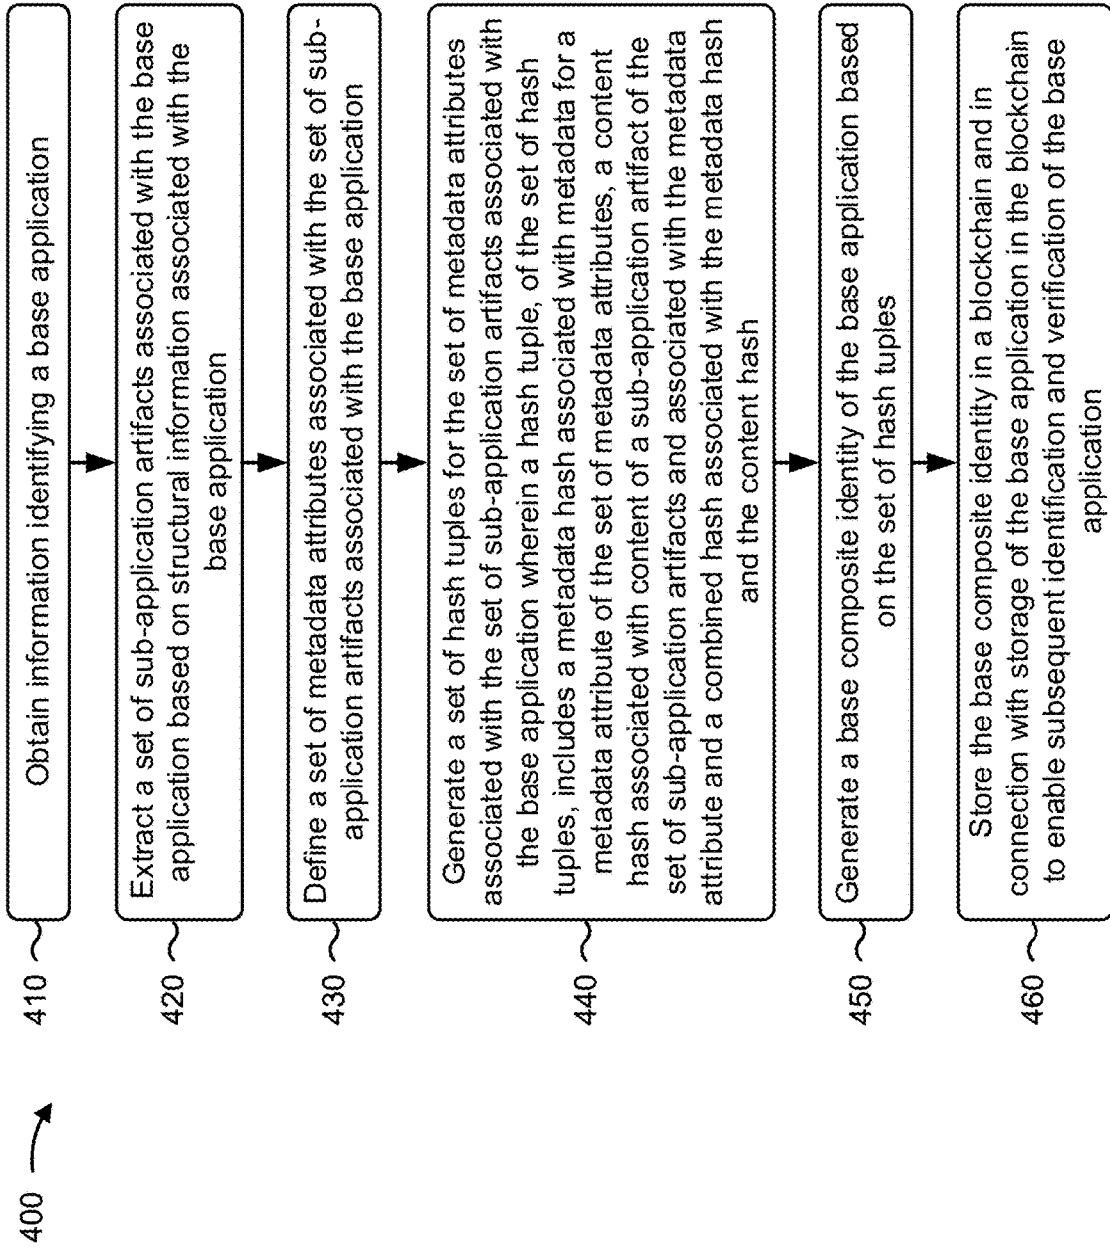 400
410
Obtain information identifying a base application
420
Extract a set of sub-application artifacts associated with the base
application based on structural information associated with the
base application
430
Define a set of metadata attributes associated with the set of sub-
application artifacts associated with the base application
440
Generate a set of hash tuples for the set of metadata attributes
associated with the set of sub-application artifacts associated with
the base application wherein a hash tuple, of the set of hash
tuples, includes a metadata hash associated with metadata for a
metadata attribute of the set of metadata attributes, a content
hash associated with content of a sub-application artifact of the
set of sub-application artifacts and associated with the metadata
attribute and a combined hash associated with the metadata hash
and the content hash
450
Generate a base composite identity of the base application based
on the set of hash tuples
460
Store the base composite identity in a blockchain and in
connection with storage of the base application in the blockchain
to enable subsequent identification and verification of the base
application